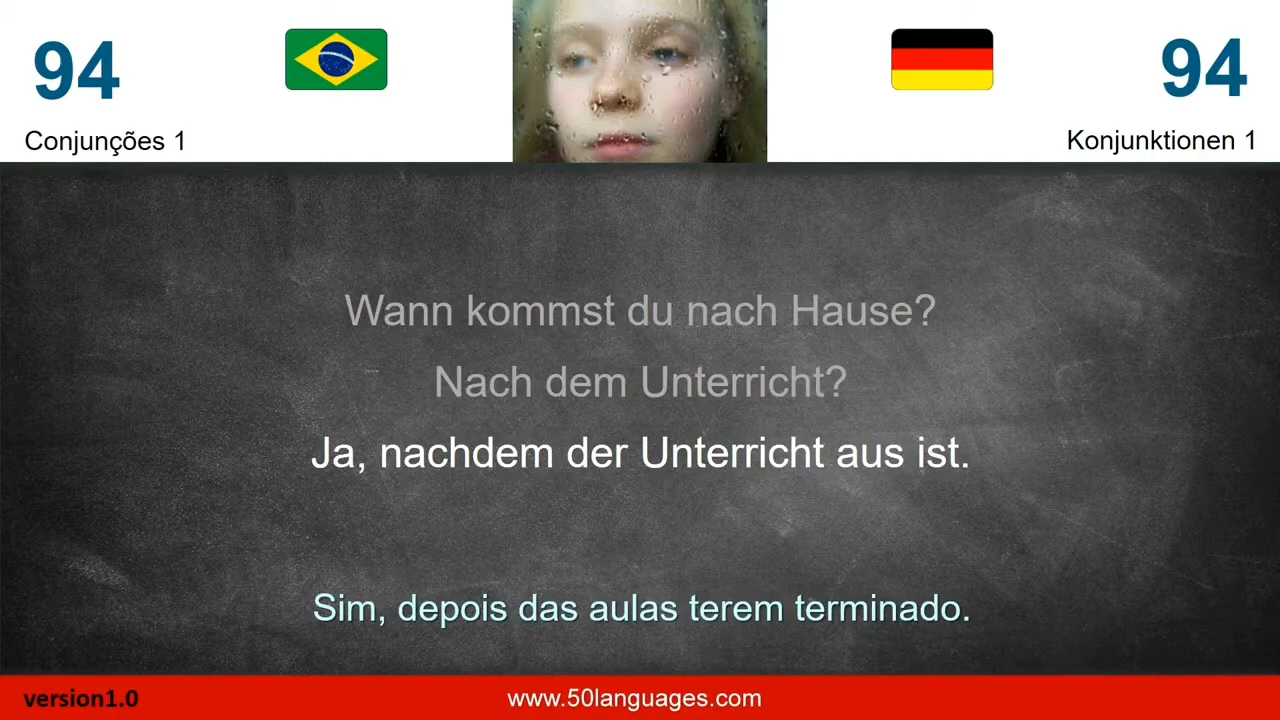 94
94
Conjunções 1
Konjunktionen 1
Wann kommst du nach Hause?
Nach dem Unterricht?
Ja, nachdem der Unterricht aus ist.
Sim, depois das aulas terem terminado.
version1.0
www.50languages.com